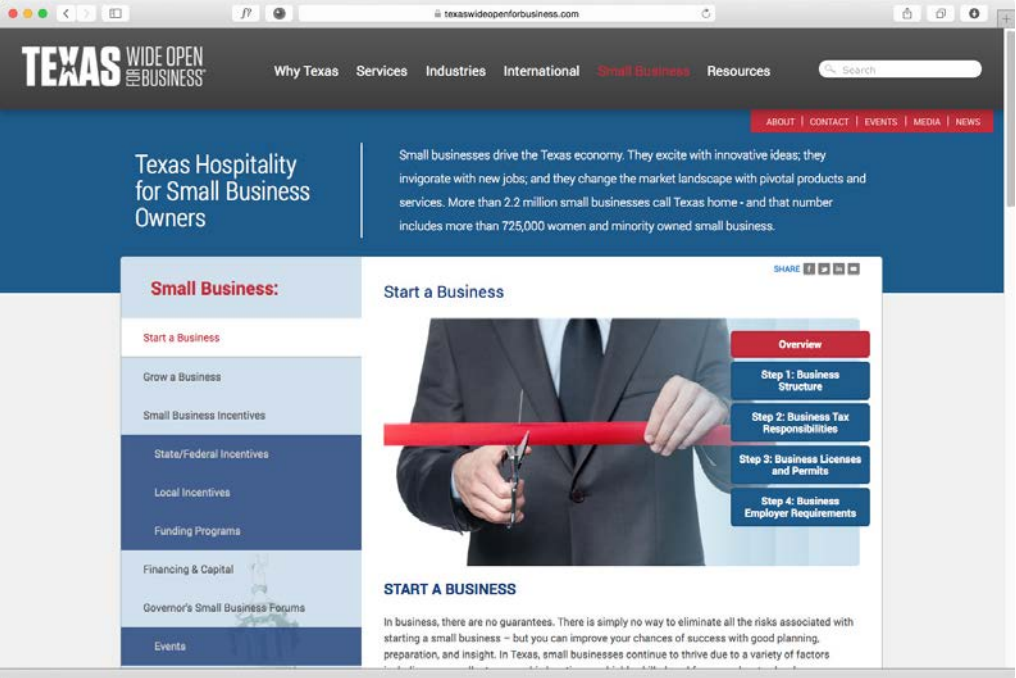 texaswideopenforbusiness.com
TEXAS WIDE OPEN
FOR BUSINESS
Why Texas Services Industries International Small Business Resources
Search
ABOUT | CONTACT | EVENTS | MEDIA | NEWS
Texas Hospitality
for Small Business
Owners
Small businesses drive the Texas economy. They excite with innovative ideas; they
invigorate with new jobs; and they change the market landscape with pivotal products and
services. More than 2.2 million small businesses call Texas home - and that number
includes more than 725,000 women and minority owned small business.
SHARE
Small Business:
Start a Business
Grow a Business
Small Business Incentives
State/Federal Incentives
Local Incentives
Funding Programs
Financing & Capital
Governor's Small Business Forums
Events
Start a Business
Overview
Step 1: Business
Structure
Step 2: Business Tax
Responsibilities
Step 3: Business Licenses
and Permits
Step 4: Business
Employer Requirements
START A BUSINESS
In business, there are no guarantees. There is simply no way to eliminate all the risks associated with
starting a small business – but you can improve your chances of success with good planning,
preparation, and insight. In Texas, small businesses continue to thrive due to a variety of factors